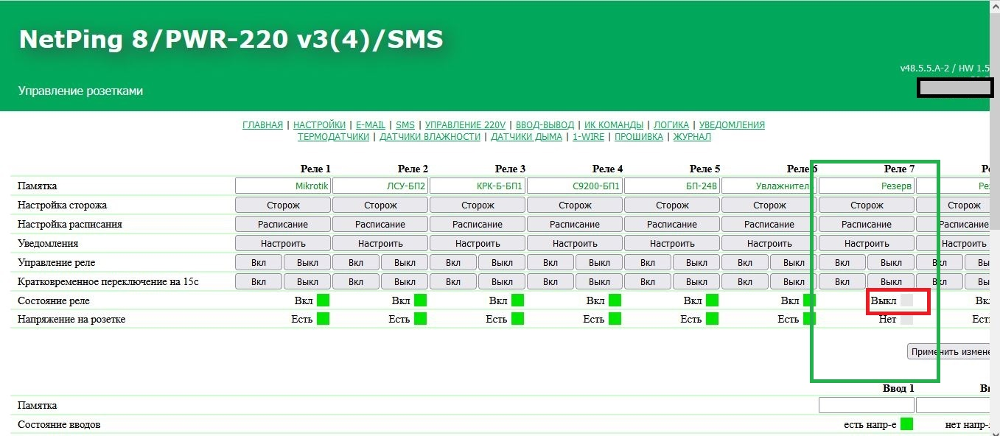 NetPing 8/PWR-220 v3(4)/SMS
v48.5.5.A-2 / HW 1.5
Управление розетками
ГЛАВНАЯ | НАСТРОЙКИ | E-MAIL | SMS | УПРАВЛЕНИЕ 220V | ВВОД-ВЫВОД | ИК КОМАНДЫ | ЛОГИКА | УВЕДОМЛЕНИЯ
ТЕРМОДАТЧИКИ | ДАТЧИКИ ВЛАЖНОСТИ | ДАТЧИКИ ДЫМА | 1-WIRE | ПРОШИВКА | ЖУРНАЛ
Реле 1 Реле 2 Реле 3 Реле 4 Реле 5 Реле 6 Реле 7
Памятка Mikrotik ЛСУ-БП2 КРК-Б-БП1 С9200-БП1 БП-24В Увлажнител Резерв Ре
Настройка сторожа Сторож Сторож Сторож Сторож Сторож Сторож Сторож Сторож
Настройка расписания Расписание Расписание Расписание Расписание Расписание Расписание Расписание Расписание
Уведомления Настроить Настроить Настроить Настроить Настроить Настроить Настроить Настроить
Управление реле Вкл Выкл Вкл Выкл Вкл Выкл Вкл Выкл Вкл Выкл Вкл Выкл Вкл Выкл Вкл Вы
Кратковременное переключение на 15с Вкл Выкл Вкл Выкл Вкл Выкл Вкл Выкл Вкл Выкл Вкл Выкл Вкл Выкл Вкл Вы
Состояние реле Вкл Вкл Вкл Вкл Вкл Вкл Выкл Вкл
Напряжение на розетке Есть Есть Есть Есть Есть Есть Нет Ест
Применить измене
Ввод 1
Памятка
Состояние вводов есть напр-е нет напр-